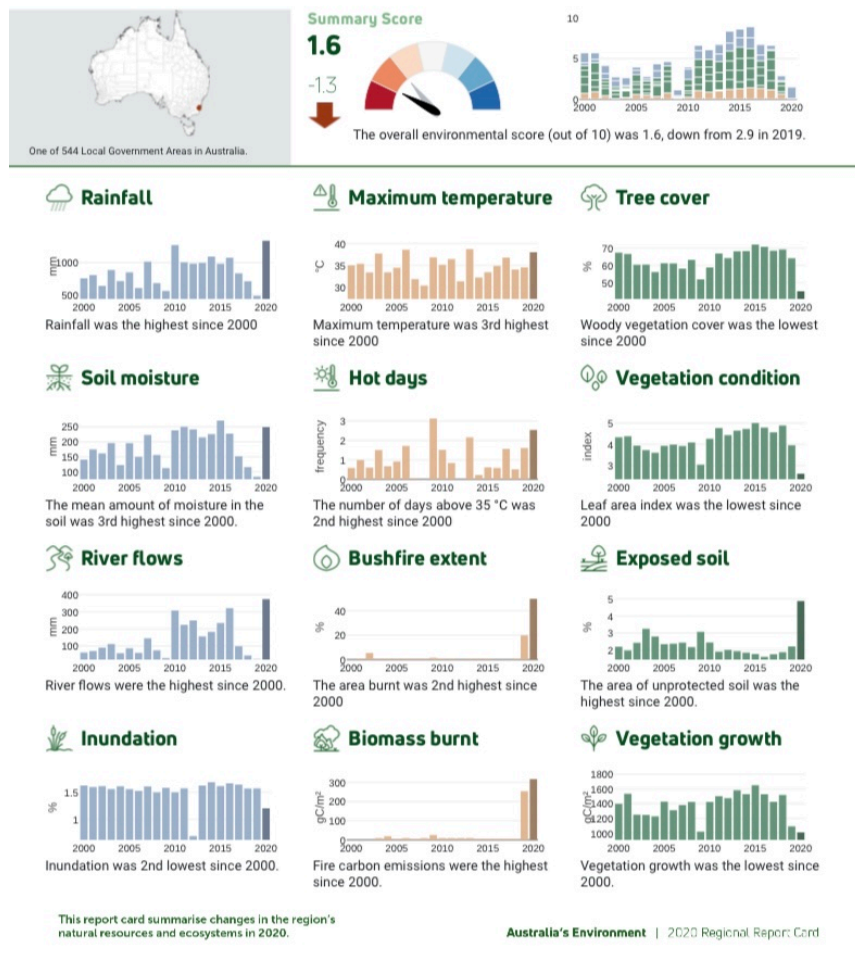 Summary Score
1.6
-1.3
10
5
0
2000 2005 2010 2015 2020
The overall environmental score (out of 10) was 1.6, down from 2.9 in 2019.
One of 544 Local Government Areas in Australia.
Rainfall
mm
1000
500
2000 2005 2010 2015 2020
Rainfall was the highest since 2000
Maximum temperature
°C
40
35
30
2000 2005 2010 2015 2020
Maximum temperature was 3rd highest
since 2000
Tree cover
%
70
60
50
2000 2005 2010 2015 2020
Woody vegetation cover was the lowest
since 2000
Soil moisture
mm
250
200
150
100
2000 2005 2010 2015 2020
The mean amount of moisture in the
soil was 3rd highest since 2000.
Hot days
frequency
3
2
1
0
2000 2005 2010 2015 2020
The number of days above 35 °C was
2nd highest since 2000
Vegetation condition
index
5
4
3
2000 2005 2010 2015 2020
Leaf area index was the lowest since
2000
River flows
mm
400
300
200
100
2000 2005 2010 2015 2020
River flows were the highest since 2000.
Bushfire extent
%
40
20
0
2000 2005 2010 2015 2020
The area burnt was 2nd highest since
2000
Exposed soil
%
5
4
3
2
2000 2005 2010 2015 2020
The area of unprotected soil was the
highest since 2000.
Inundation
%
1.5
1
2000 2005 2010 2015 2020
Inundation was 2nd lowest since 2000.
Biomass burnt
gC/m²
300
200
100
0
2000 2005 2010 2015 2020
Fire carbon emissions were the highest
since 2000.
Vegetation growth
gC/m²
1800
1600
1400
1200
1000
2000 2005 2010 2015 2020
Vegetation growth was the lowest since
2000.
This report card summarise changes in the region's
natural resources and ecosystems in 2020.
Australia's Environment | 2020 Regional Report Card